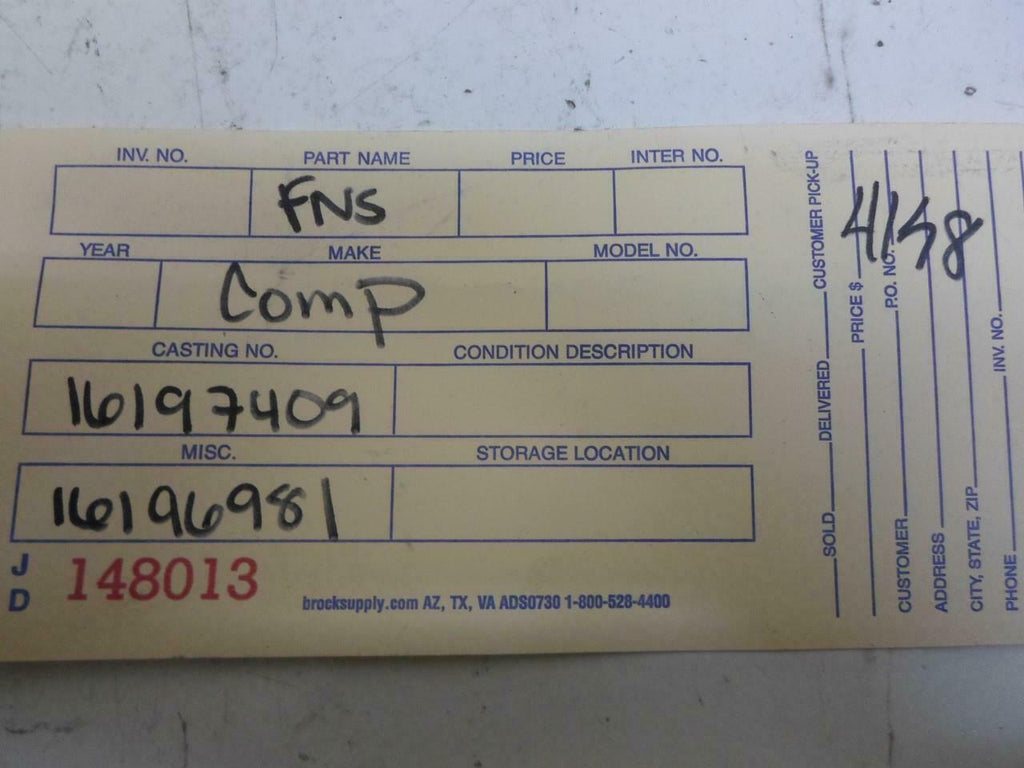 INV. NO. PART NAME PRICE INTER NO.
FNS
YEAR MAKE MODEL NO.
Comp
CASTING NO. CONDITION DESCRIPTION
16197409
MISC. STORAGE LOCATION
16196981
J D 148013
brocksupply.com AZ, TX, VA ADS0730 1-800-528-4400
SOLD DELIVERED CUSTOMER PICK-UP
PRICE $
CUSTOMER P.O. NO.
ADDRESS
CITY, STATE, ZIP
PHONE INV. NO.